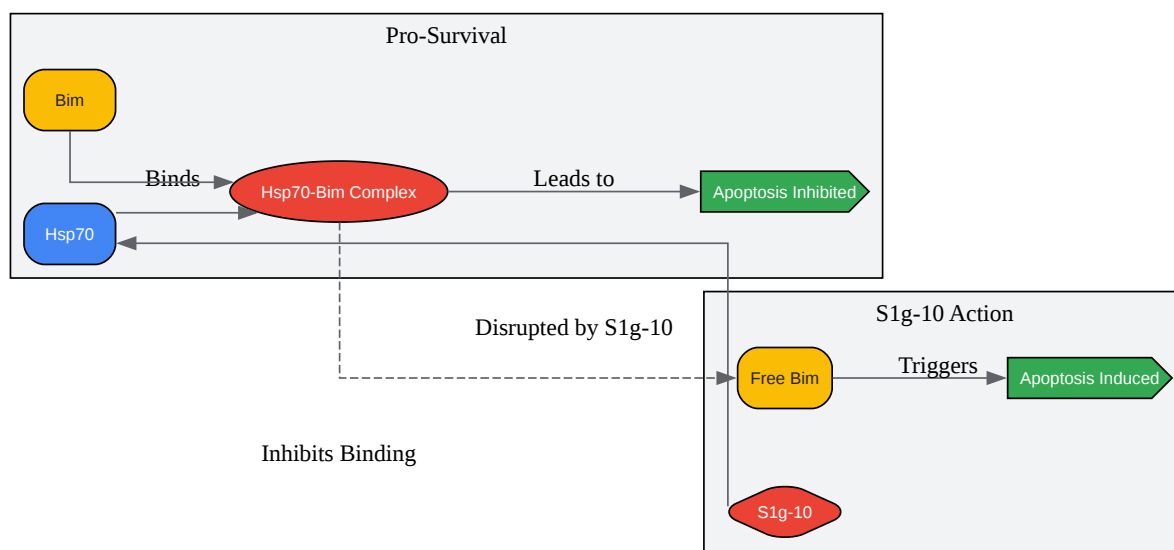 Pro-Survival
Bim
Binds
Hsp70-Bim Complex
Leads to
Apoptosis Inhibited
Hsp70
S1g-10 Action
Disrupted by S1g-10
Free Bim
Triggers
Apoptosis Induced
Inhibits Binding
S1g-10